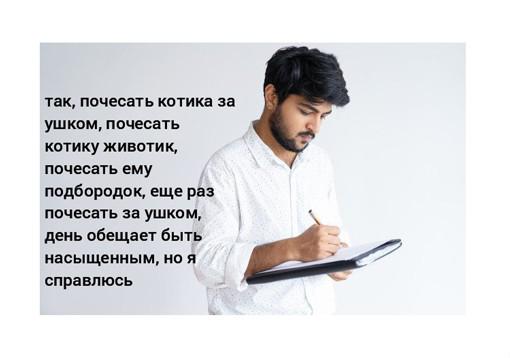 так, почесать котика за
ушком, почесать
котику животик,
почесать ему
подбородок, еще раз
почесать за ушком,
день обещает быть
насыщенным, но я
справлюсь